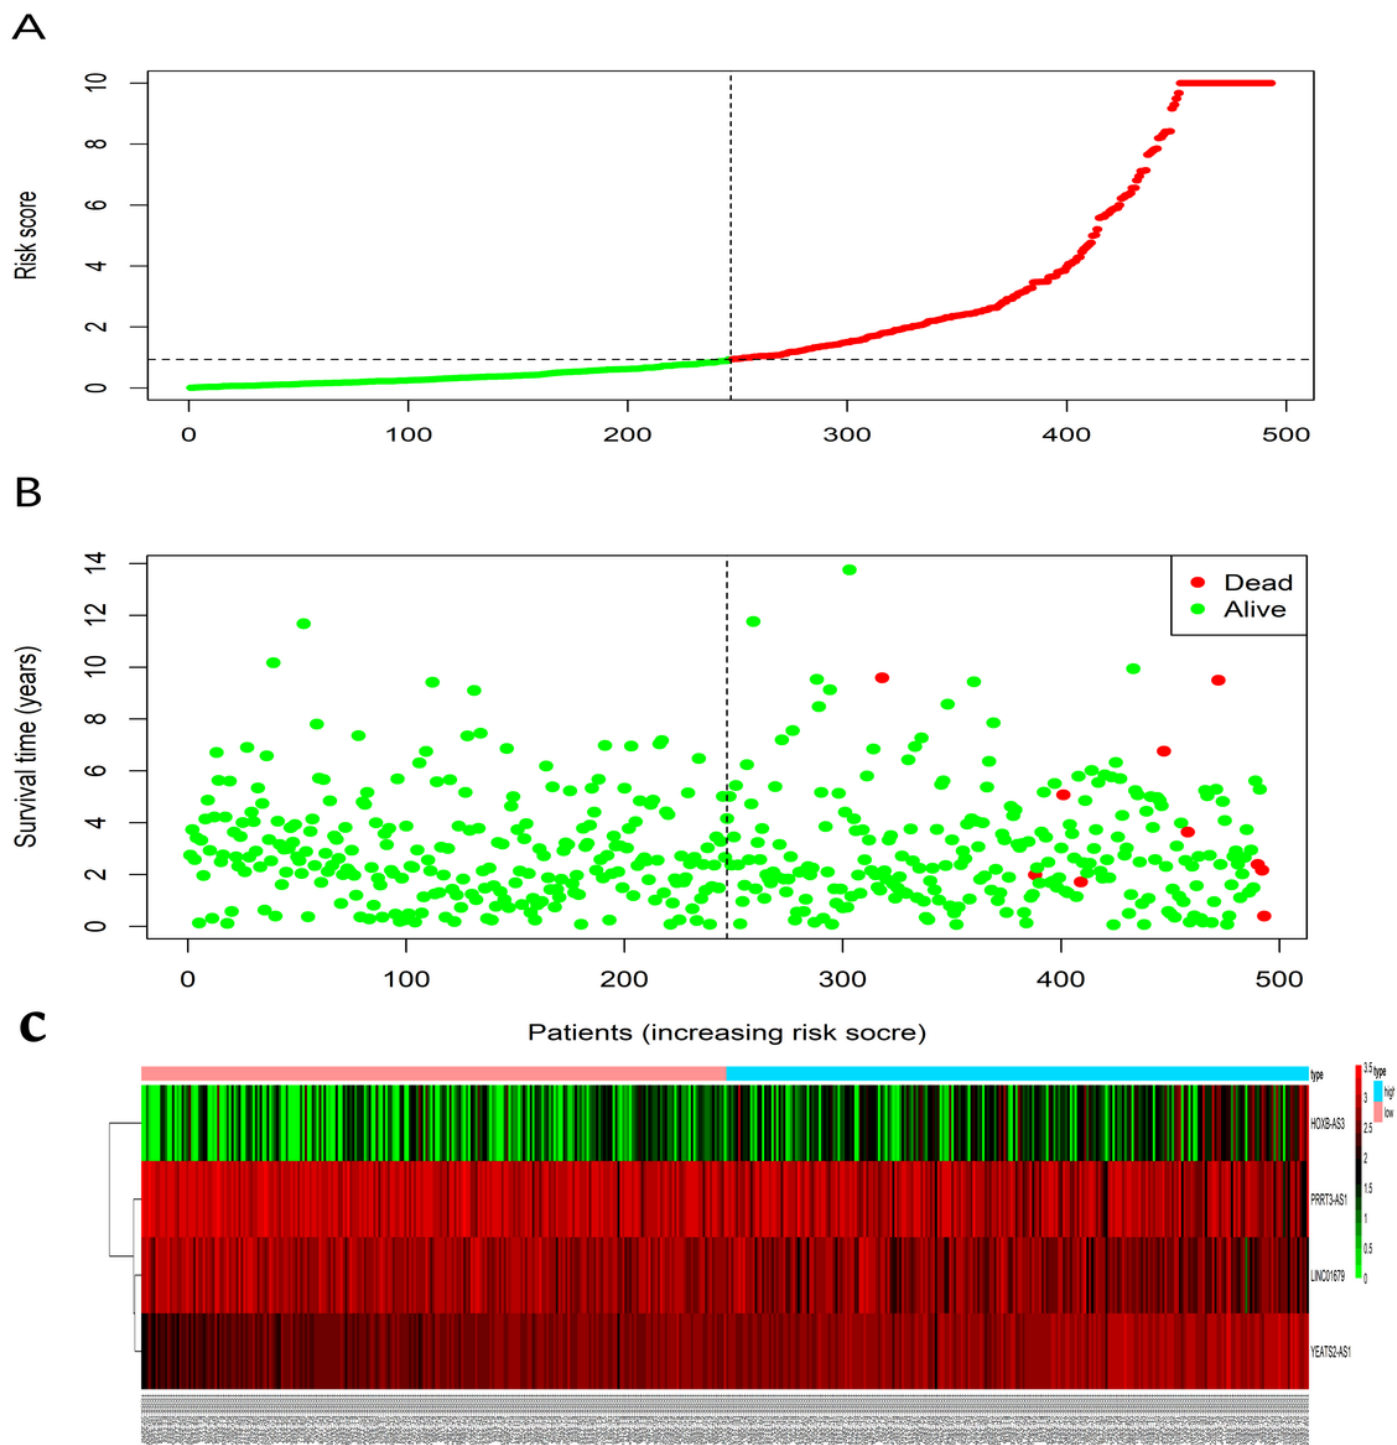 A
10
8
6
4
2
0
Risk score
0 100 200 300 400 500
B
14
12
10
8
6
4
2
0
Survival time (years)
Dead
Alive
0 100 200 300 400 500
Patients (increasing risk socre)
C
type
HOXB-AS3
PRRT3-AS1
LINC01679
YEATS2-AS1
3.5
3
2.5
2
1.5
1
0.5
0
type
high
low